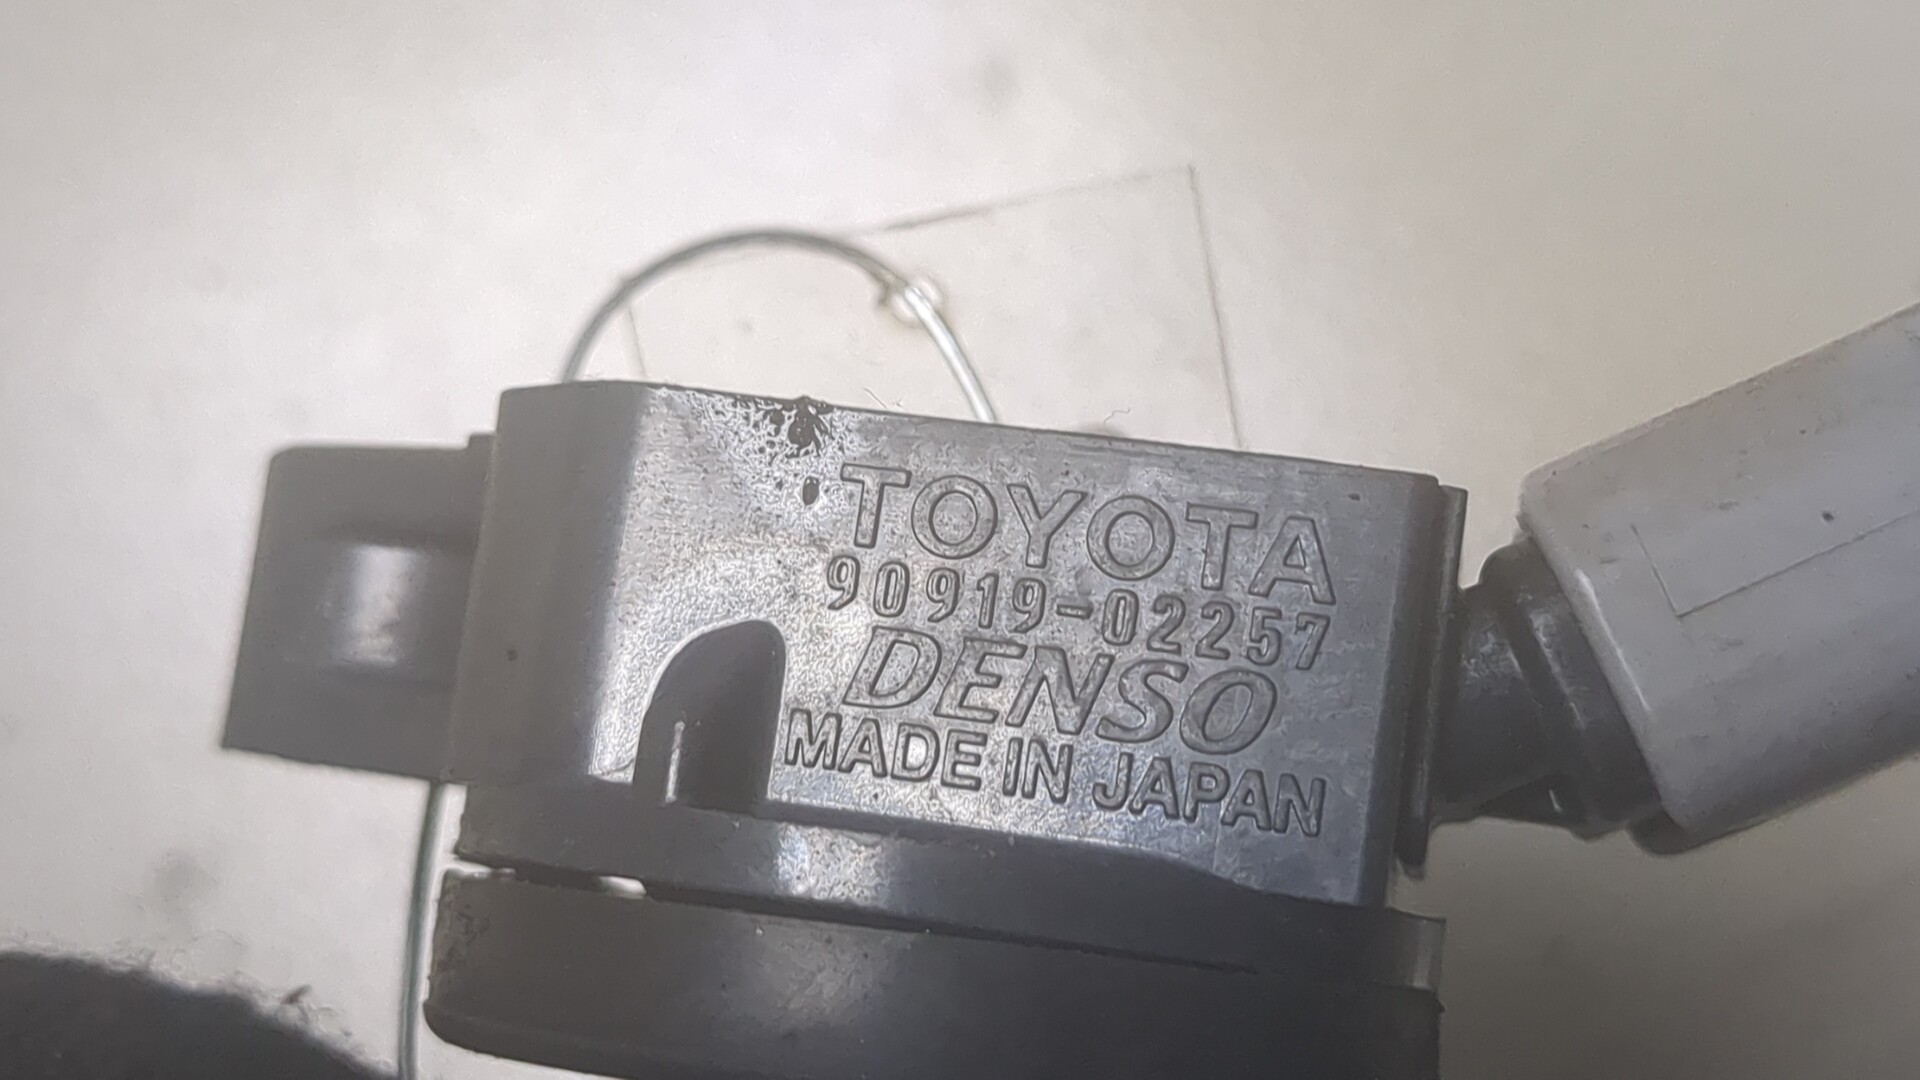 TOYOTA
90919-02257
DENSO
MADE IN JAPAN